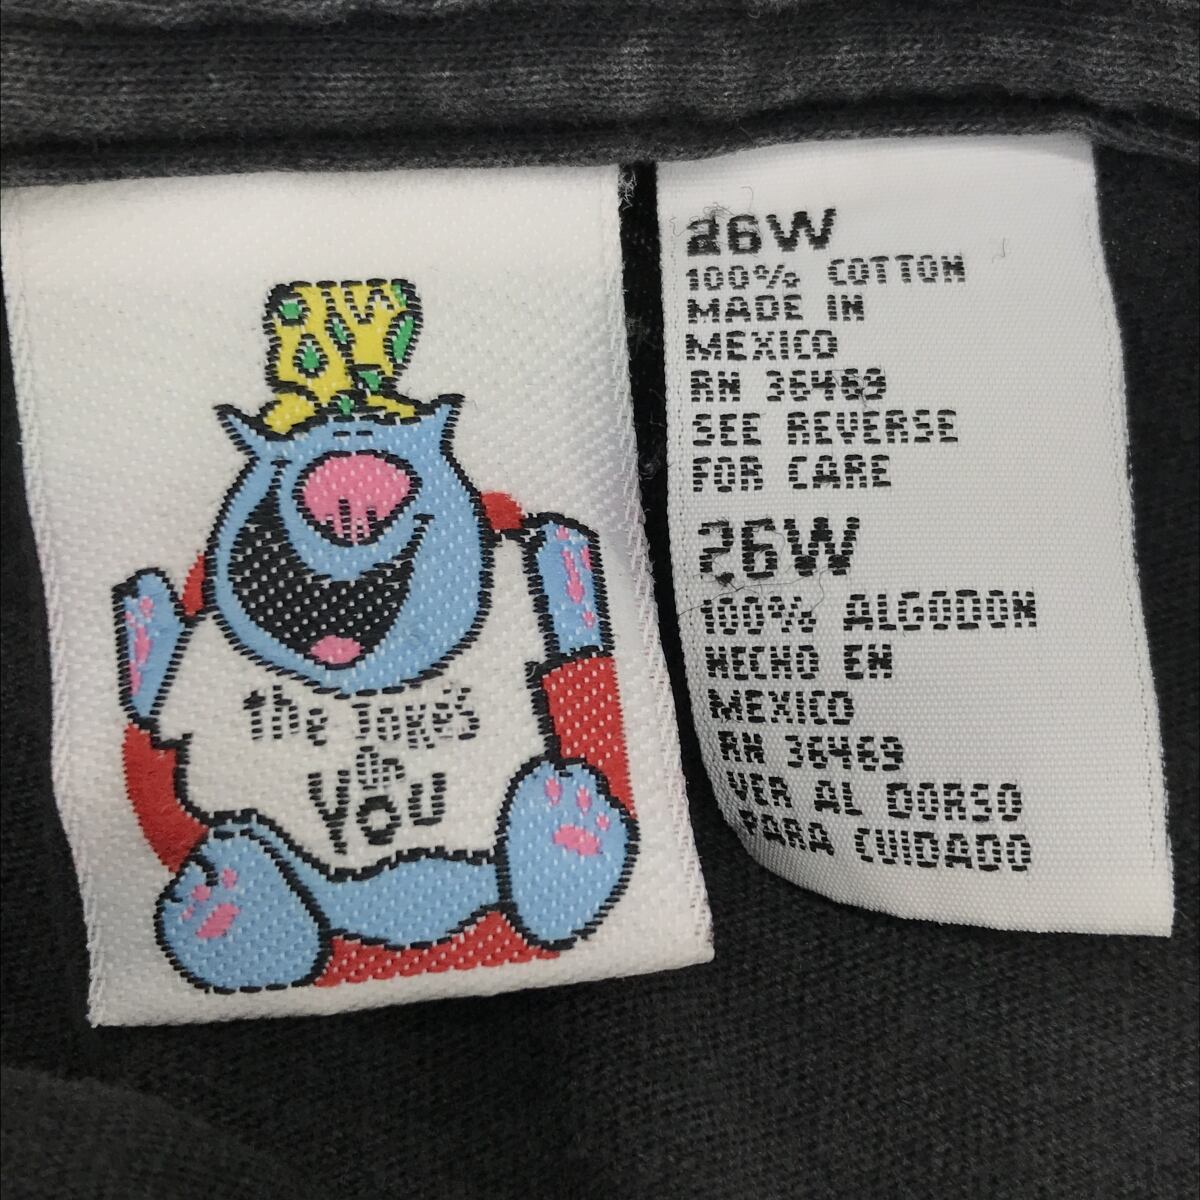 the Jokes
On
YOU
26W
100% COTTON
MADE IN
MEXICO
RN 36469
SEE REVERSE
FOR CARE
26W
100% ALGODON
HECHO EN
MEXICO
RN 36469
VER AL DORSO
PARA CUIDADO